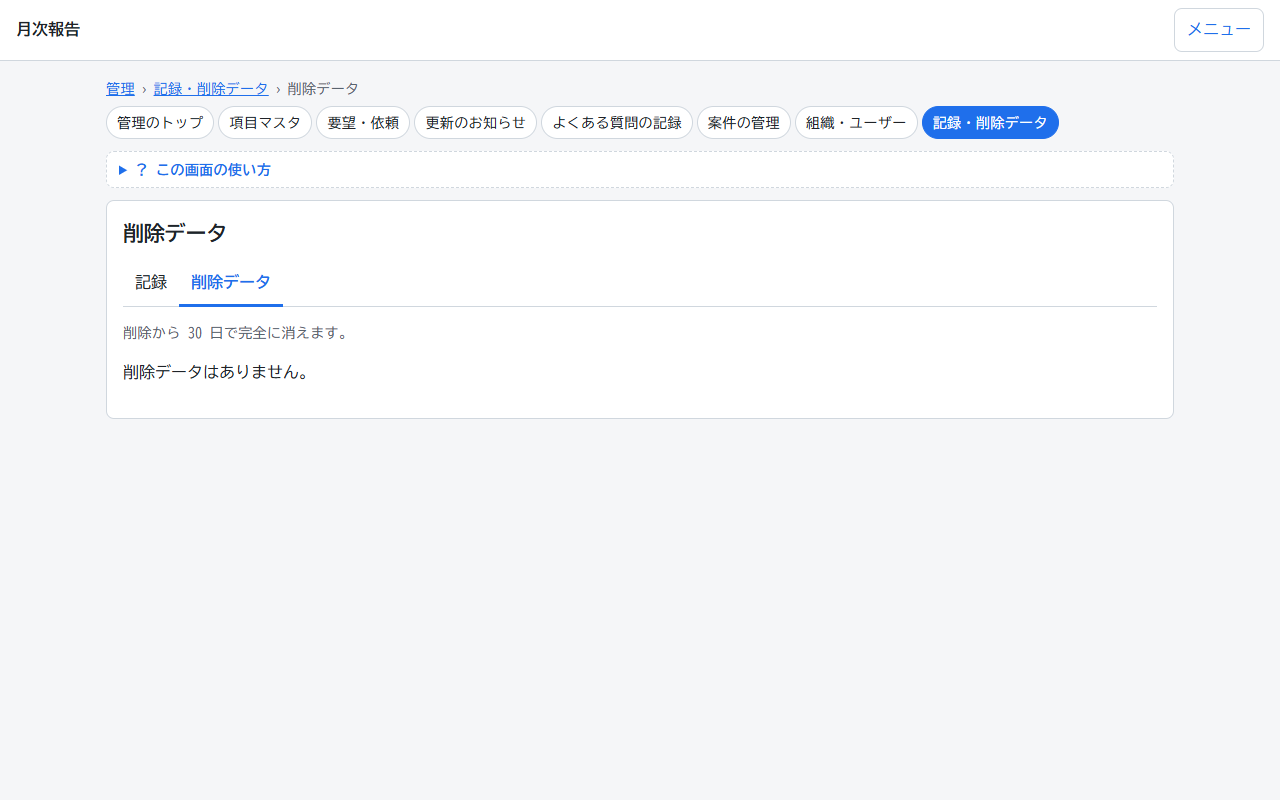 月次報告
メニュー
管理 › 記録・削除データ › 削除データ
管理のトップ 項目マスタ 要望・依頼 更新のお知らせ よくある質問の記録 案件の管理 組織・ユーザー 記録・削除データ
▶ ? この画面の使い方
削除データ
記録 削除データ
削除から 30 日で完全に消えます。
削除データはありません。